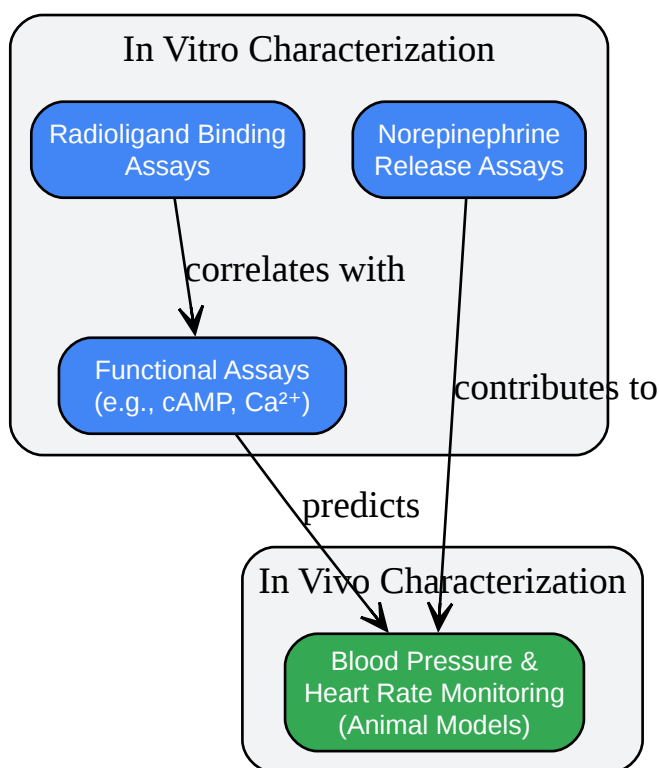 In Vitro Characterization
Radioligand Binding
Assays
Norepinephrine
Release Assays
correlates with
Functional Assays
(e.g., cAMP, Ca²⁺)
contributes to
predicts
In Vivo Characterization
Blood Pressure &
Heart Rate Monitoring
(Animal Models)